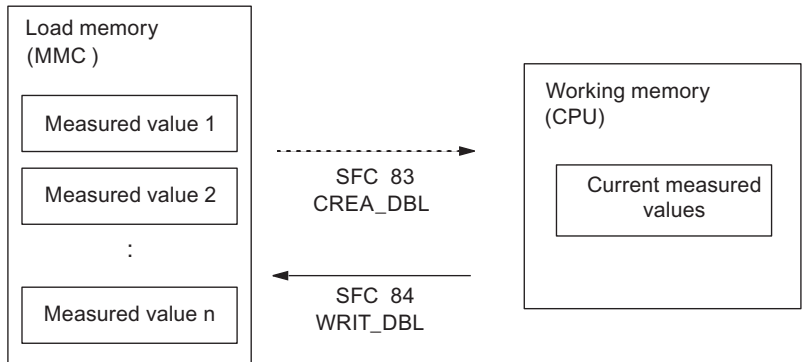 Load memory
(MMC )
Measured value 1
Measured value 2
:
Measured value n
SFC 83
CREA_DBL
SFC 84
WRIT_DBL
Working memory
(CPU)
Current measured
values